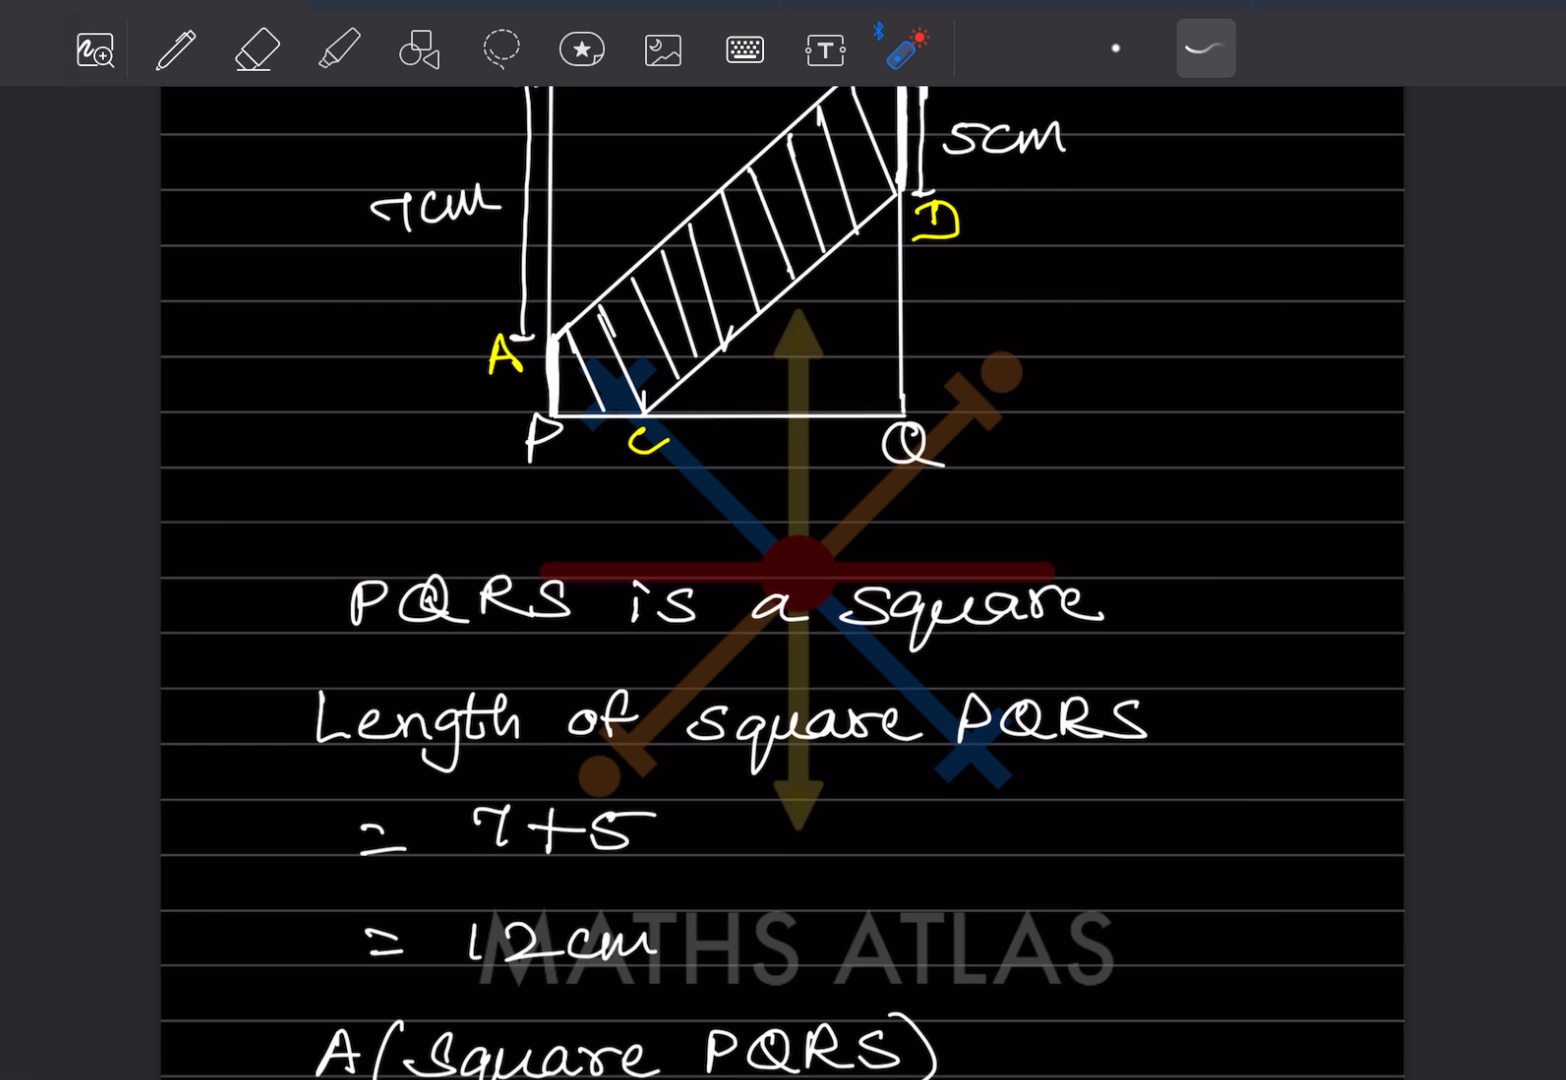 5cm
7cm
D
A
P
C
Q
PQRS is a square
Length of square PQRS
= 7+5
= 12cm
MATHS ATLAS
A(Square PQRS)